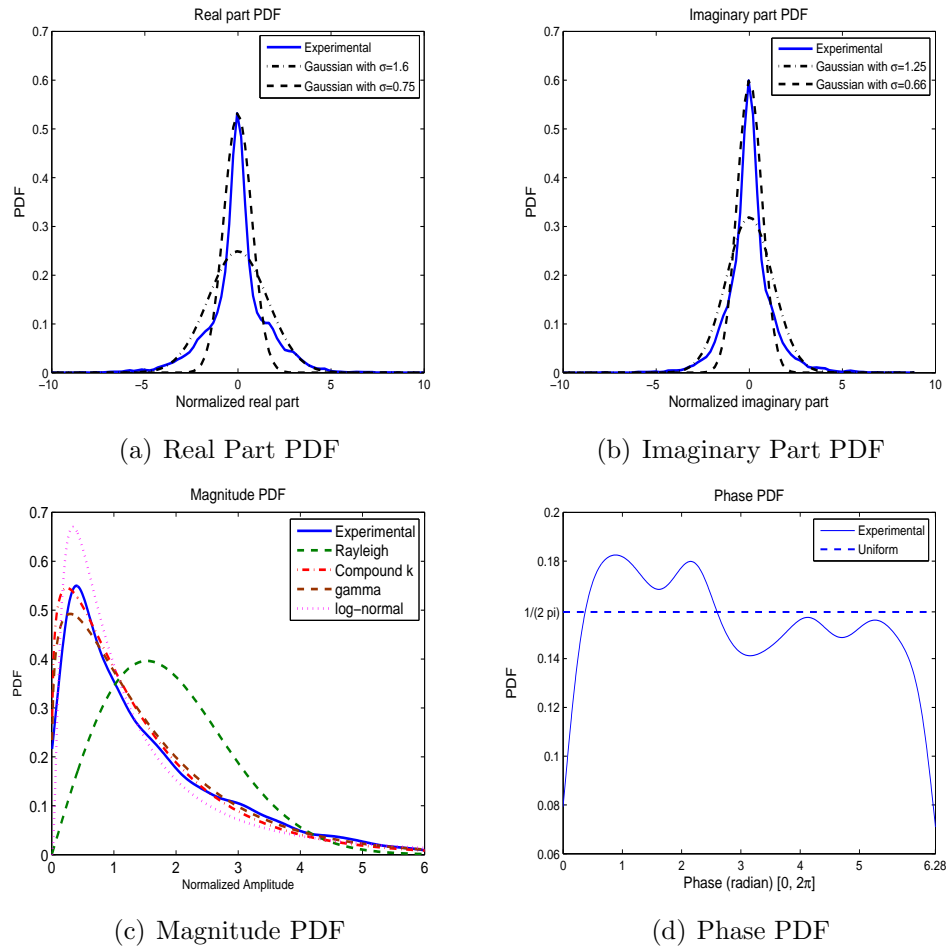 Real part PDF
0.7
0.6
0.5
0.4
0.3
0.2
0.1
0
PDF
Experimental
Gaussian with σ=1.6
Gaussian with σ=0.75
−10 −5 0 5 10
Normalized real part
(a) Real Part PDF
Imaginary part PDF
0.7
0.6
0.5
0.4
0.3
0.2
0.1
0
PDF
Experimental
Gaussian with σ=1.25
Gaussian with σ=0.66
−10 −5 0 5 10
Normalized imaginary part
(b) Imaginary Part PDF
Magnitude PDF
0.7
0.6
0.5
0.4
0.3
0.2
0.1
0
PDF
Experimental
Rayleigh
Compound k
gamma
log−normal
0 1 2 3 4 5 6
Normalized Amplitude
(c) Magnitude PDF
Phase PDF
0.2
0.18
1/(2 pi)
0.14
0.12
0.1
0.08
0.06
PDF
Experimental
Uniform
0 1 2 3 4 5 6.28
Phase (radian) [0, 2π]
(d) Phase PDF